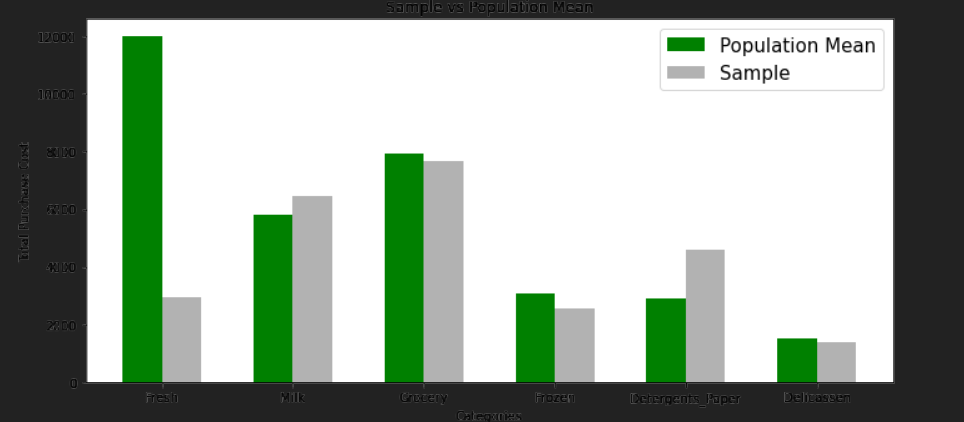 Sample vs Population Mean
Population Mean
Sample
12000
10000
8000
6000
4000
2000
0
Total Purchase Cost
Fresh
Milk
Grocery
Frozen
Detergents_Paper
Delicassen
Categories